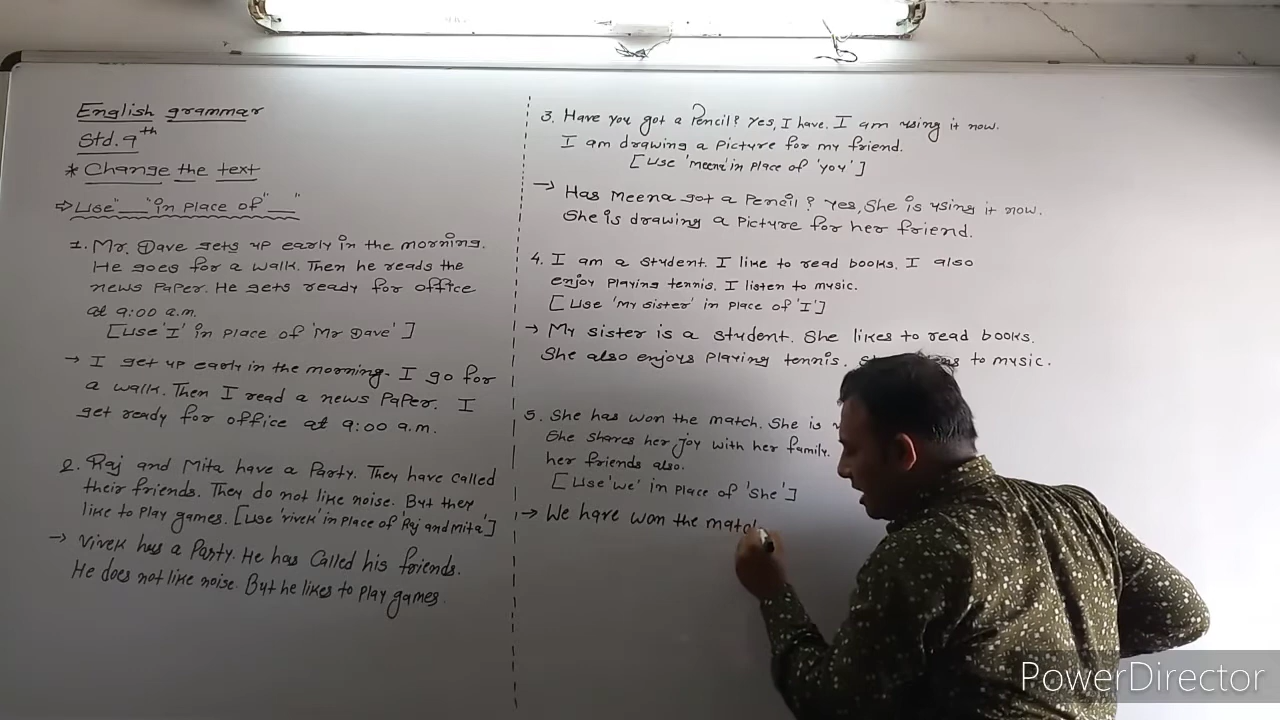 English grammar
Std. 9th
* Change the text
⇒ Use "___" in place of "___"
1. Mr. Dave gets up early in the morning.
He goes for a walk. Then he reads the
news paper. He gets ready for office
at 9:00 a.m.
[Use 'I' in place of 'Mr Dave']
→ I get up early in the morning. I go for
a walk. Then I read a news paper. I
get ready for office at 9:00 a.m.
2. Raj and Mita have a party. They have called
their friends. They do not like noise. But they
like to play games. [Use 'vivek' in place of 'Raj and Mita']
→ Vivek has a party. He has called his friends.
He does not like noise. But he likes to play games.
3. Have you got a pencil? Yes, I have. I am using it now.
I am drawing a picture for my friend.
[Use 'meena' in place of 'you']
→ Has Meena got a pencil? Yes, She is using it now.
She is drawing a picture for her friend.
4. I am a student. I like to read books. I also
enjoy playing tennis. I listen to music.
[Use 'My sister' in place of 'I']
→ My sister is a student. She likes to read books.
She also enjoys playing tennis. to music.
5. She has won the match. She is
She shares her joy with her family.
her friends also.
[Use 'we' in place of 'She']
→ We have won the matc
PowerDirector